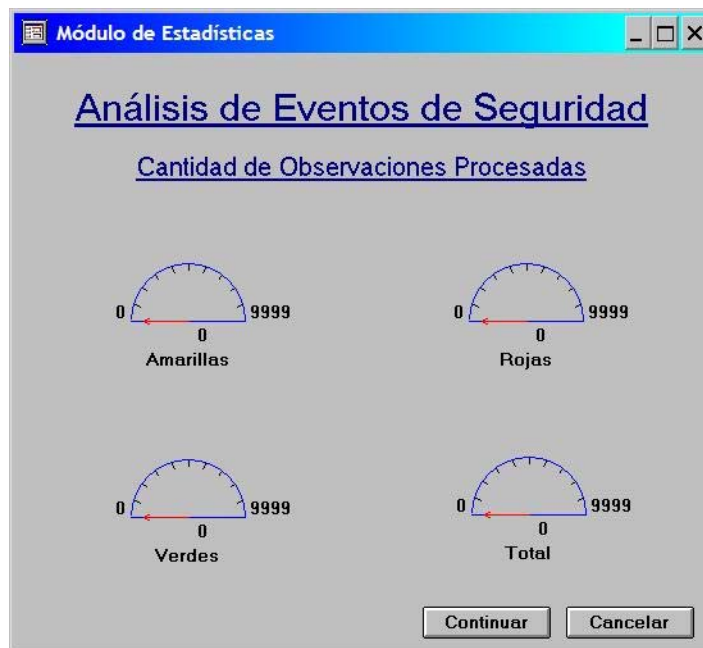 Módulo de Estadísticas
Análisis de Eventos de Seguridad
Cantidad de Observaciones Procesadas
0 9999
0
Amarillas
0 9999
0
Rojas
0 9999
0
Verdes
0 9999
0
Total
Continuar
Cancelar